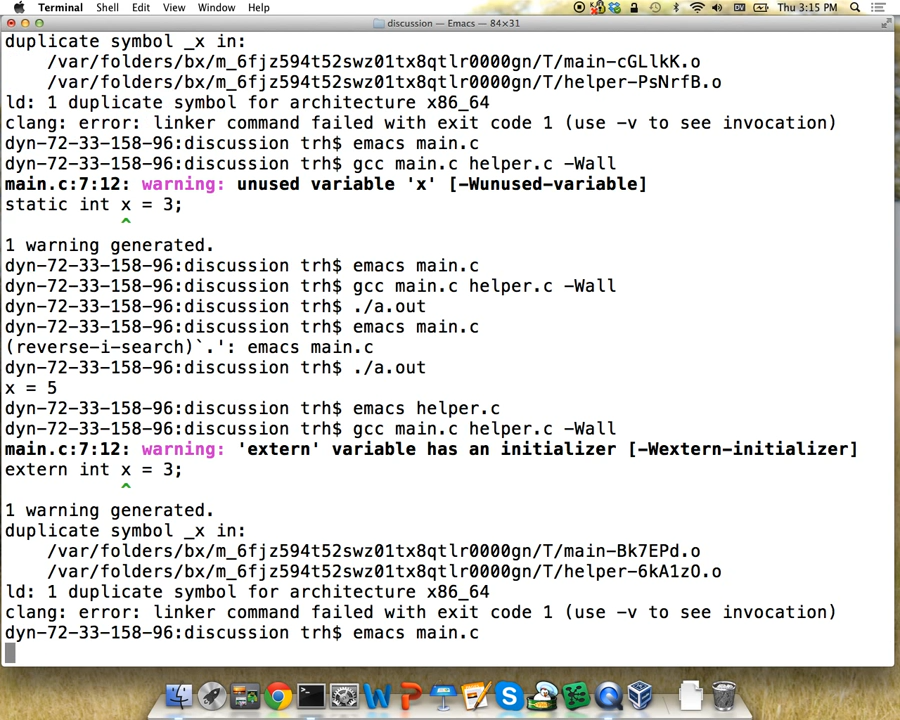 Terminal Shell Edit View Window Help DV Thu 3:15 PM
discussion — Emacs — 84×31
duplicate symbol _x in:
/var/folders/bx/m_6fjz594t52swz01tx8qtlr0000gn/T/main-cGLlkK.o
/var/folders/bx/m_6fjz594t52swz01tx8qtlr0000gn/T/helper-PsNrfB.o
ld: 1 duplicate symbol for architecture x86_64
clang: error: linker command failed with exit code 1 (use -v to see invocation)
dyn-72-33-158-96:discussion trh$ emacs main.c
dyn-72-33-158-96:discussion trh$ gcc main.c helper.c -Wall
main.c:7:12: warning: unused variable 'x' [-Wunused-variable]
static int x = 3;
^
1 warning generated.
dyn-72-33-158-96:discussion trh$ emacs main.c
dyn-72-33-158-96:discussion trh$ gcc main.c helper.c -Wall
dyn-72-33-158-96:discussion trh$ ./a.out
dyn-72-33-158-96:discussion trh$ emacs main.c
(reverse-i-search)`.': emacs main.c
dyn-72-33-158-96:discussion trh$ ./a.out
x = 5
dyn-72-33-158-96:discussion trh$ emacs helper.c
dyn-72-33-158-96:discussion trh$ gcc main.c helper.c -Wall
main.c:7:12: warning: 'extern' variable has an initializer [-Wextern-initializer]
extern int x = 3;
^
1 warning generated.
duplicate symbol _x in:
/var/folders/bx/m_6fjz594t52swz01tx8qtlr0000gn/T/main-Bk7EPd.o
/var/folders/bx/m_6fjz594t52swz01tx8qtlr0000gn/T/helper-6kA1zO.o
ld: 1 duplicate symbol for architecture x86_64
clang: error: linker command failed with exit code 1 (use -v to see invocation)
dyn-72-33-158-96:discussion trh$ emacs main.c